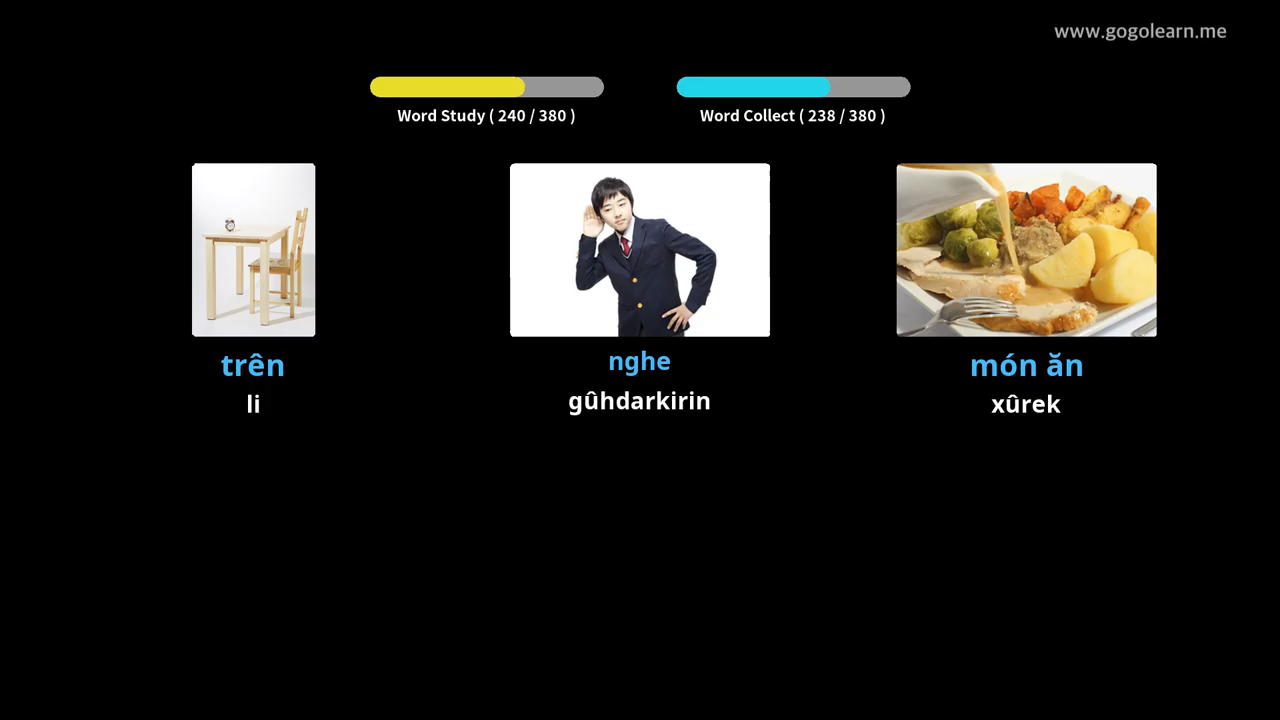 www.gogolearn.me
Word Study ( 240 / 380 )
Word Collect ( 238 / 380 )
trên
nghe
món ăn
li
gûhdarkirin
xûrek